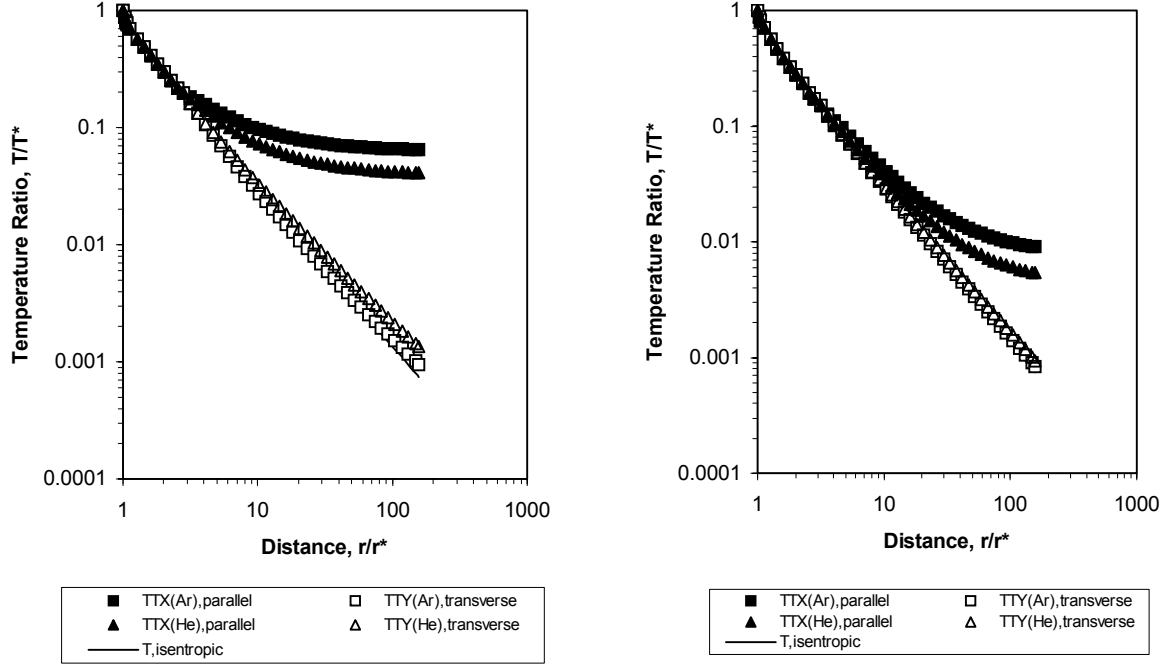 Temperature Ratio, T/T*
1
0.1
0.01
0.001
0.0001
1 10 100 1000
Distance, r/r*
TTX(Ar),parallel TTY(Ar),transverse
TTX(He),parallel TTY(He),transverse
T,isentropic
Temperature Ratio, T/T*
1
0.1
0.01
0.001
0.0001
1 10 100 1000
Distance, r/r*
TTX(Ar),parallel TTY(Ar),transverse
TTX(He),parallel TTY(He),transverse
T,isentropic